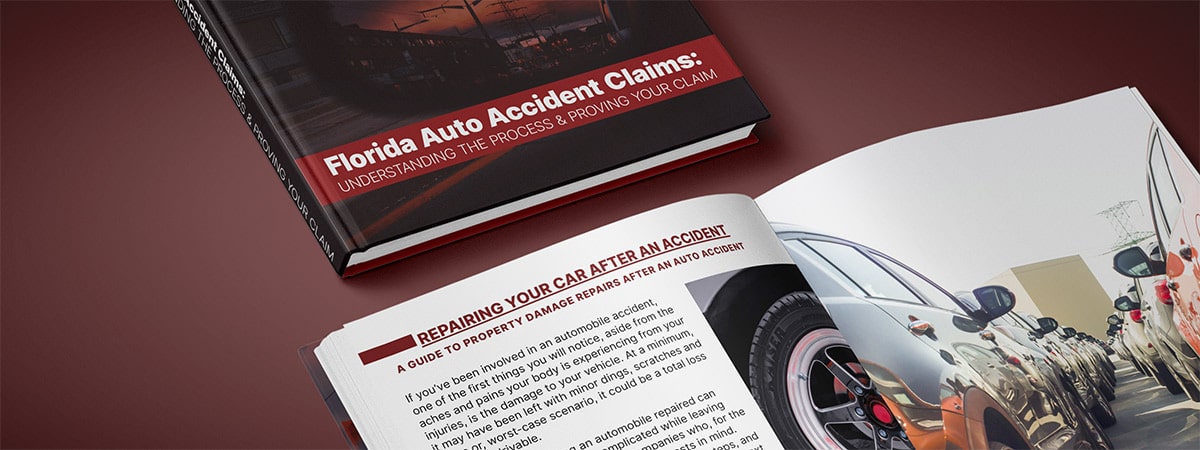 Accident Claims:
THE PROCESS & PROVING YOUR CLAIM
Florida Auto Accident Claims:
UNDERSTANDING THE PROCESS & PROVING YOUR CLAIM
REPAIRING YOUR CAR AFTER AN ACCIDENT
A GUIDE TO PROPERTY DAMAGE REPAIRS AFTER AN AUTO ACCIDENT
If you've been involved in an automobile accident,
one of the first things you will notice, aside from the
aches and pains your body is experiencing from your
injuries, is the damage to your vehicle. At a minimum,
it may have been left with minor dings, scratches and
or, worst-case scenario, it could be a total loss
an automobile repaired can
complicated while leaving
companies who, for the
in mind.
steps, and